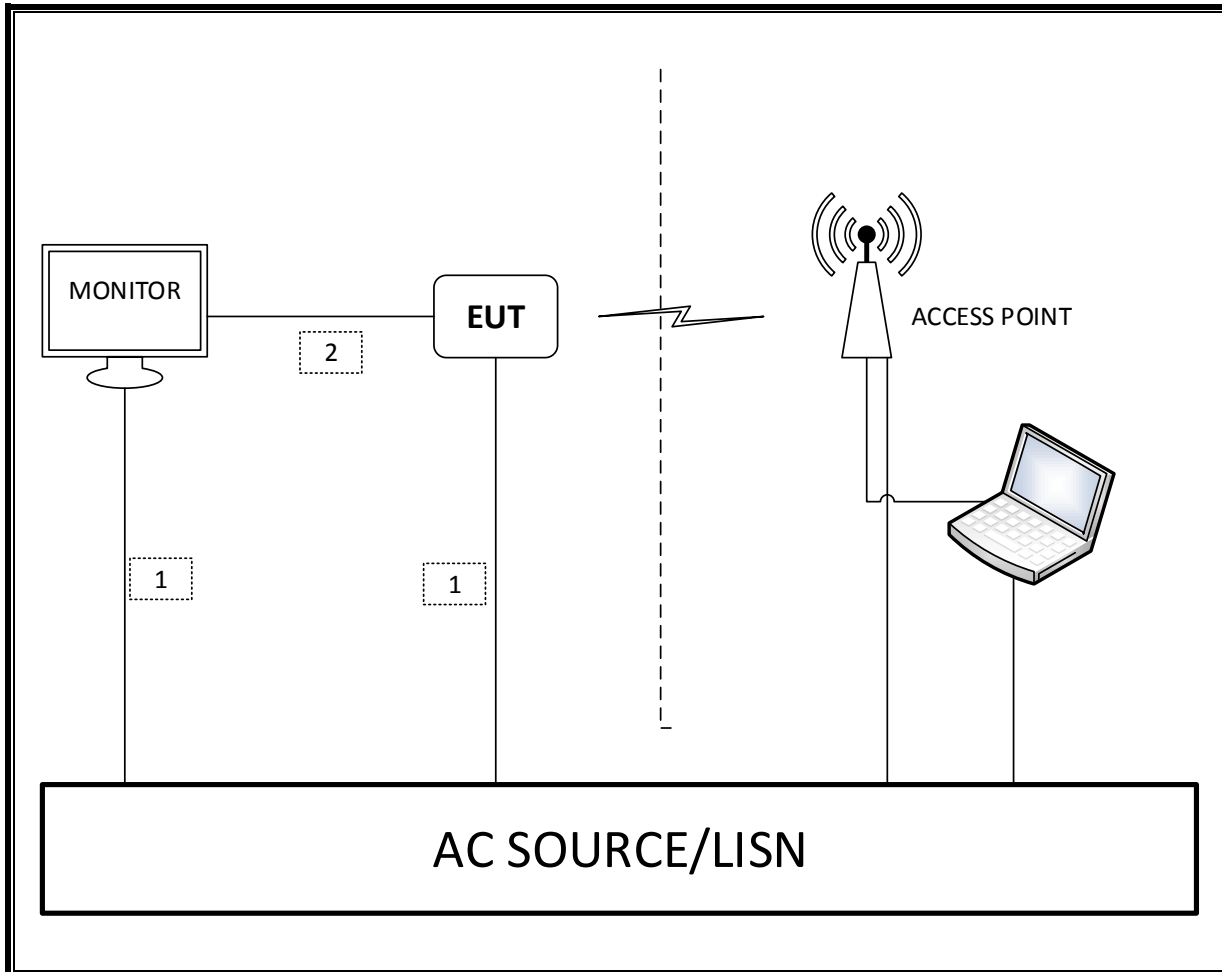 MONITOR
EUT
ACCESS POINT
2
1
1
AC SOURCE/LISN